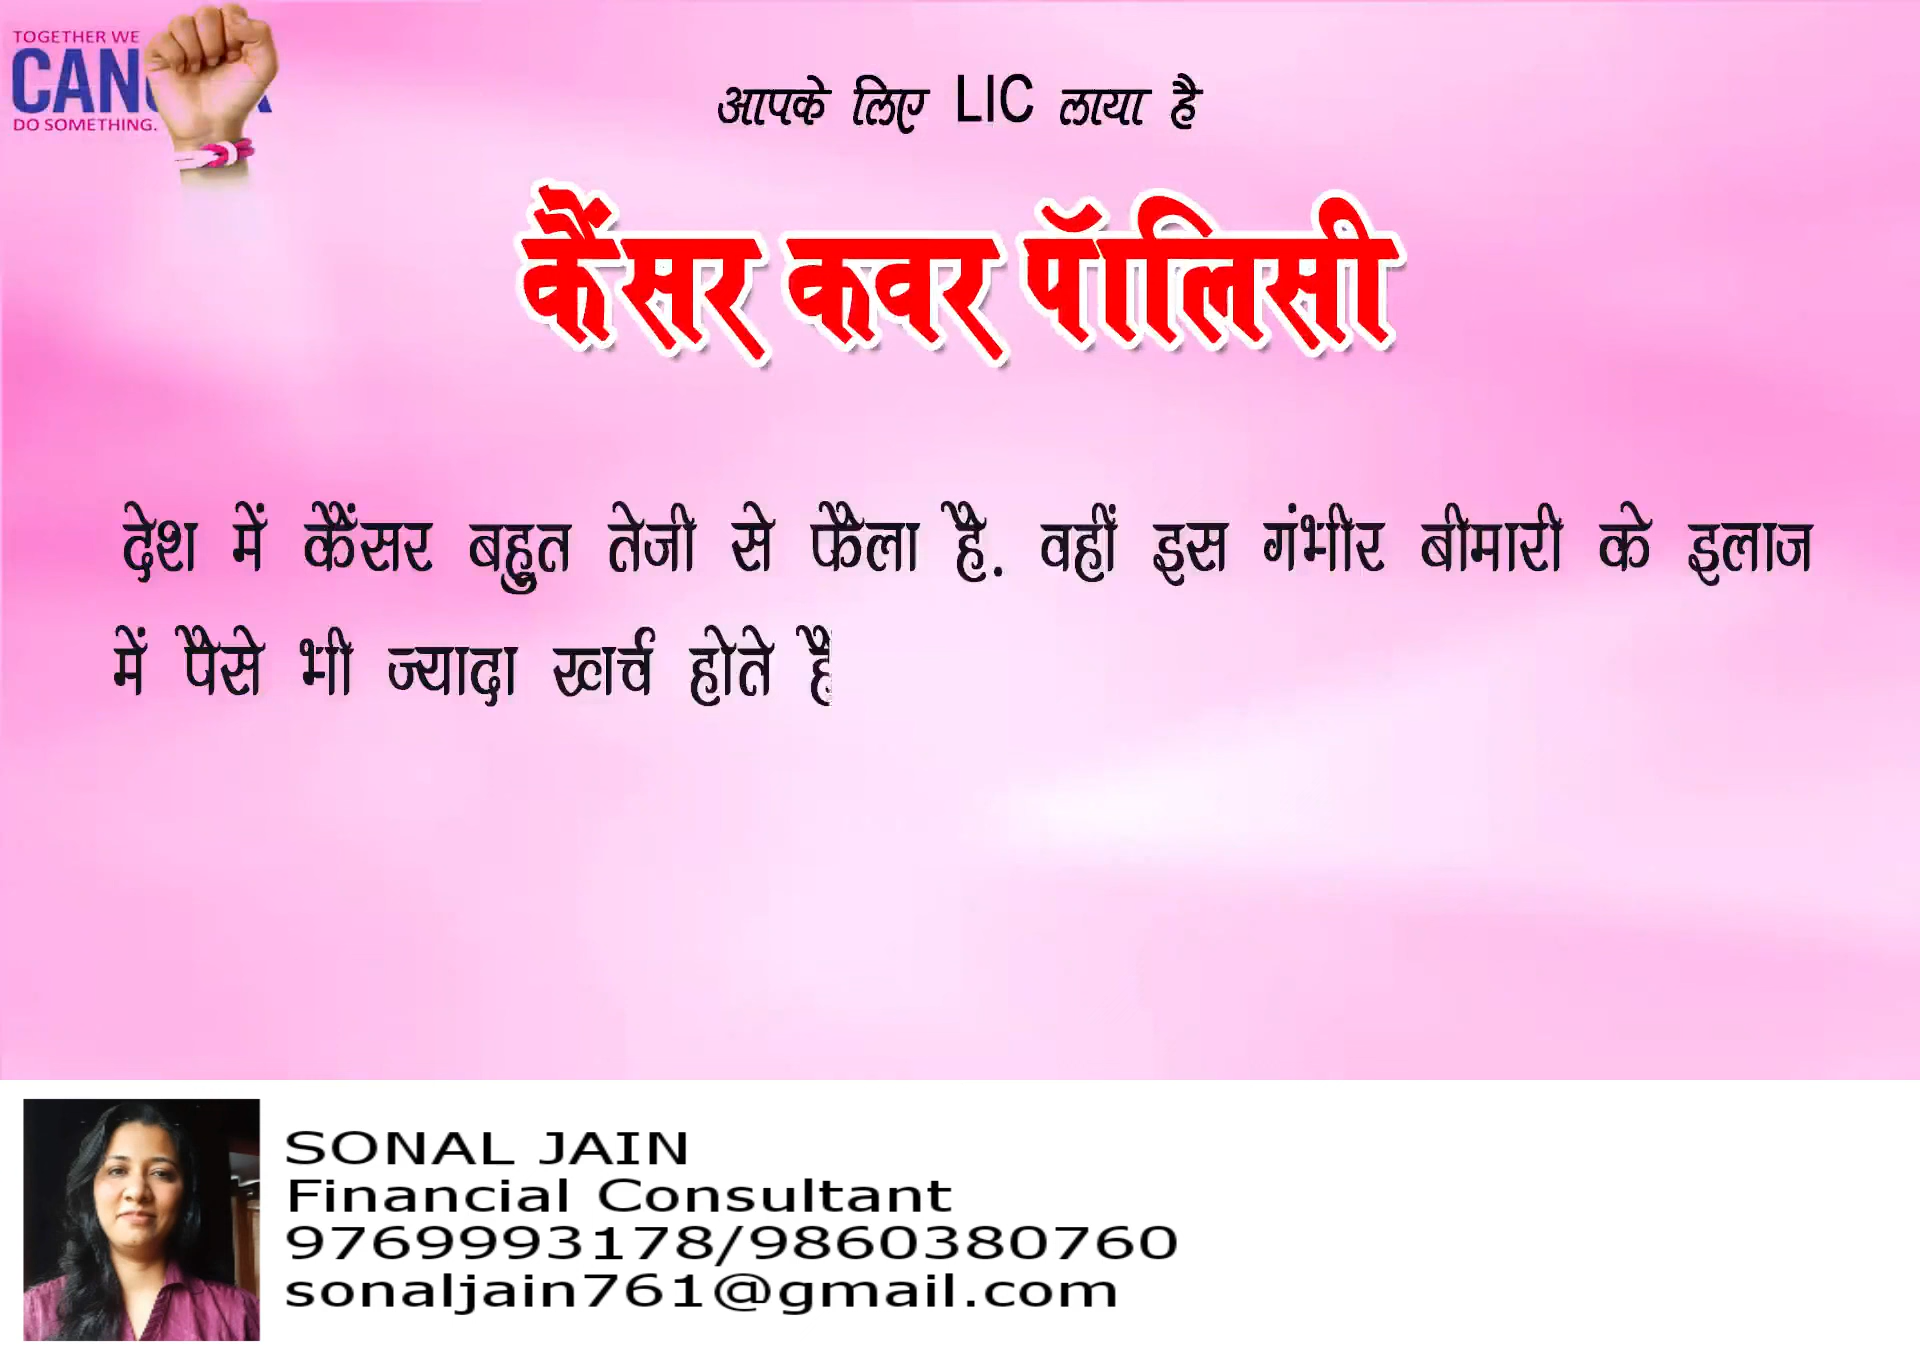 TOGETHER WE
CAN
DO SOMETHING.
आपके लिए LIC लाया है
कैंसर कवर पॉलिसी
देश में कैंसर बहुत तेजी से फैला है. वहीं इस गंभीर बीमारी के इलाज
में पैसे भी ज्यादा खर्च होते
SONAL JAIN
Financial Consultant
9769993178/9860380760
sonaljain761@gmail.com